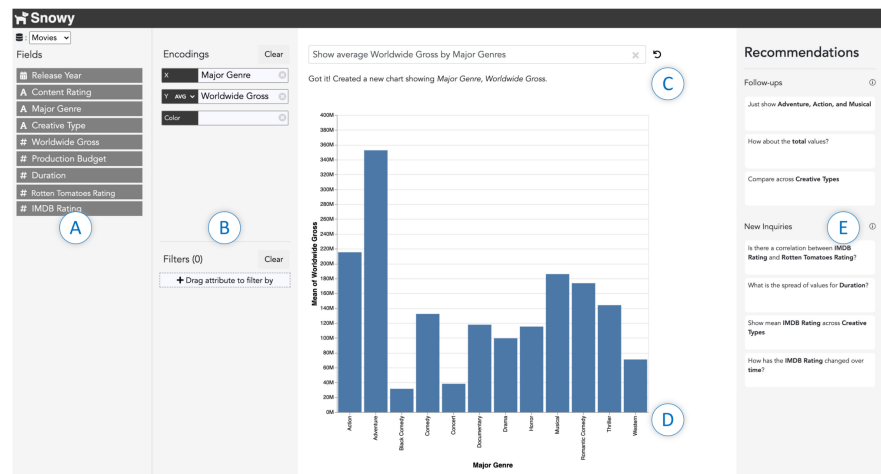 Snowy
: Movies
Fields
Release Year
A Content Rating
A Major Genre
A Creative Type
# Worldwide Gross
# Production Budget
# Duration
# Rotten Tomatoes Rating
# IMDB Rating
A
Encodings Clear
X Major Genre
Y AVG Worldwide Gross
Color
B
Filters (0) Clear
+ Drag attribute to filter by
Show average Worldwide Gross by Major Genres
Got it! Created a new chart showing Major Genre, Worldwide Gross.
C
400M
380M
360M
340M
320M
300M
280M
260M
240M
220M
200M
180M
160M
140M
120M
100M
80M
60M
40M
20M
0M
Mean of Worldwide Gross
Action
Adventure
Black Comedy
Comedy
Concert
Documentary
Drama
Horror
Musical
Romantic Comedy
Thriller
Western
Major Genre
D
Recommendations
Follow-ups
Just show Adventure, Action, and Musical
How about the total values?
Compare across Creative Types
New Inquiries
E
Is there a correlation between IMDB
Rating and Rotten Tomatoes Rating?
What is the spread of values for Duration?
Show mean IMDB Rating across Creative
Types
How has the IMDB Rating changed over
time?